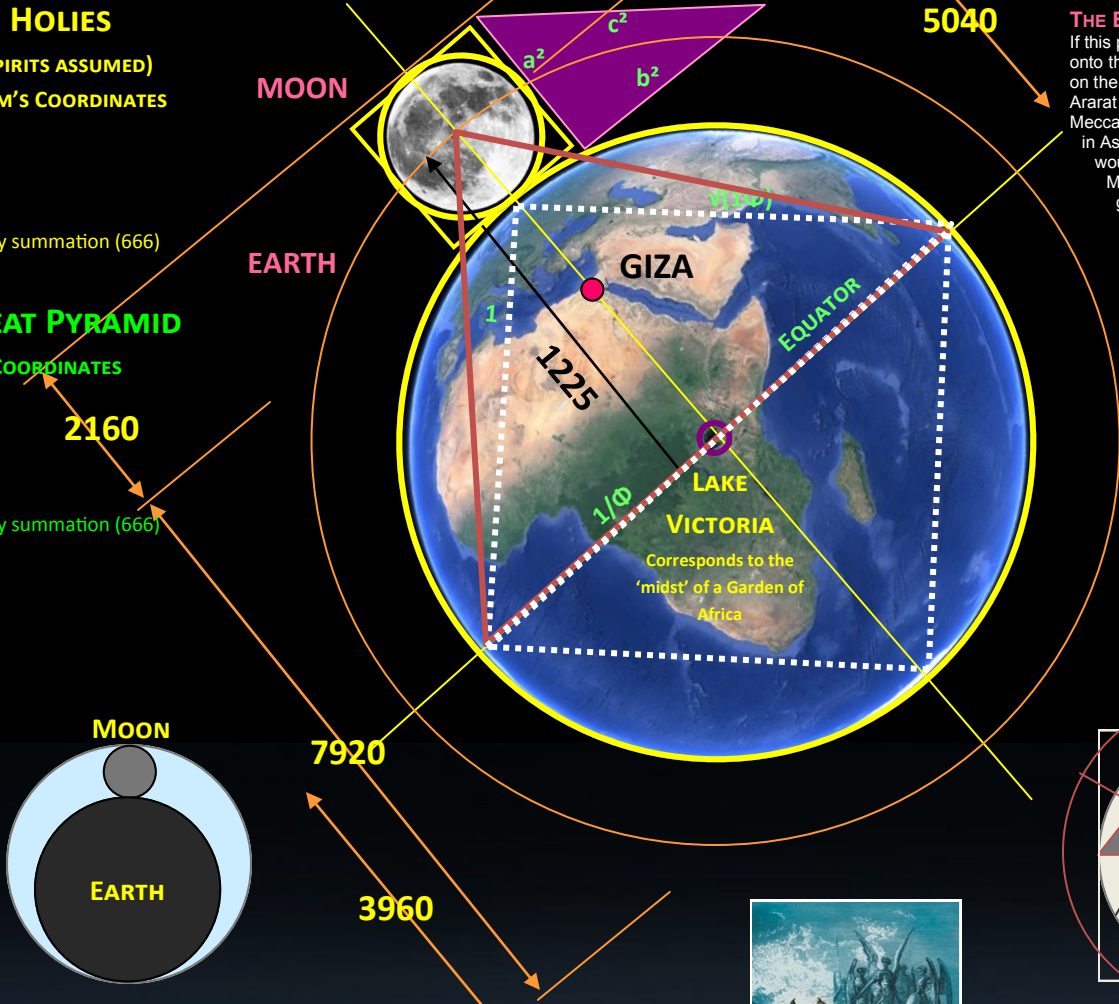 HOLIES
PIRITS ASSUMED)
M'S COORDINATES
y summation (666)
EAT PYRAMID
COORDINATES
2160
y summation (666)
MOON
EARTH
c²
a²
b²
5040
THE E
If this p
onto th
on the
Ararat
Mecca
in As
wou
M
g
√(1Φ)
GIZA
1
EQUATOR
1225
1/Φ
LAKE
VICTORIA
Corresponds to the
'midst' of a Garden of
Africa
7920
3960
MOON
EARTH